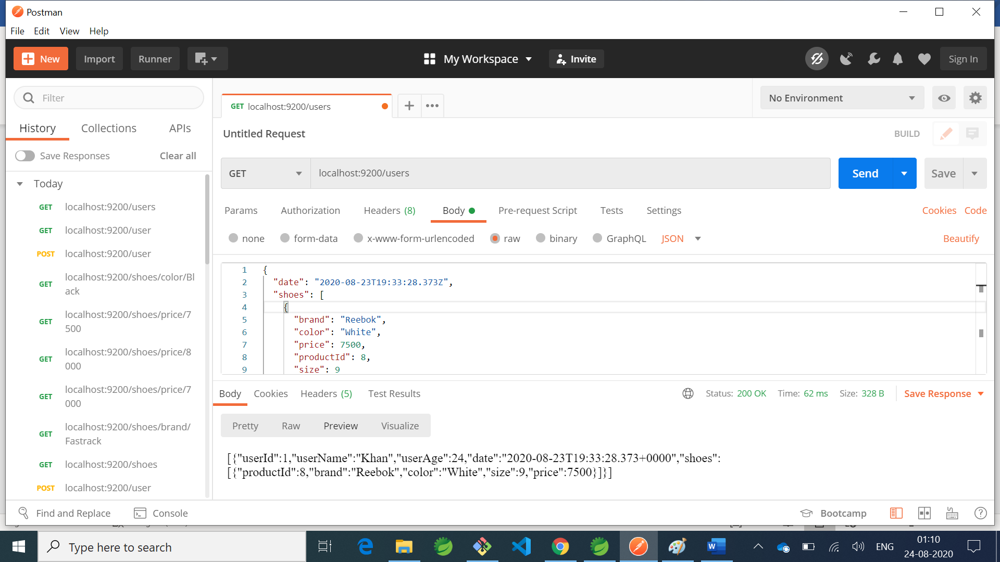 Postman
File Edit View Help
New Import Runner My Workspace Invite Sign In
Filter
History Collections APIs
Save Responses Clear all
Today
GET localhost:9200/users
GET localhost:9200/user
POST localhost:9200/user
GET localhost:9200/shoes/color/Bl
ack
GET localhost:9200/shoes/price/7
500
GET localhost:9200/shoes/price/8
000
GET localhost:9200/shoes/price/7
000
GET localhost:9200/shoes/brand/
Fastrack
GET localhost:9200/shoes
POST localhost:9200/user
GET localhost:9200/users
No Environment
Untitled Request
BUILD
GET localhost:9200/users Send Save
Params Authorization Headers (8) Body Pre-request Script Tests Settings Cookies Code
none form-data x-www-form-urlencoded raw binary GraphQL JSON Beautify
1 {
2 "date": "2020-08-23T19:33:28.373Z",
3 "shoes": [
4 {
5 "brand": "Reebok",
6 "color": "White",
7 "price": 7500,
8 "productId": 8,
9 "size": 9
Body Cookies Headers (5) Test Results Status: 200 OK Time: 62 ms Size: 328 B Save Response
Pretty Raw Preview Visualize
[{"userId":1,"userName":"Khan","userAge":24,"date":"2020-08-23T19:33:28.373+0000","shoes":
[{"productId":8,"brand":"Reebok","color":"White","size":9,"price":7500}]}]
Find and Replace Console Bootcamp
Type here to search
ENG
01:10
24-08-2020